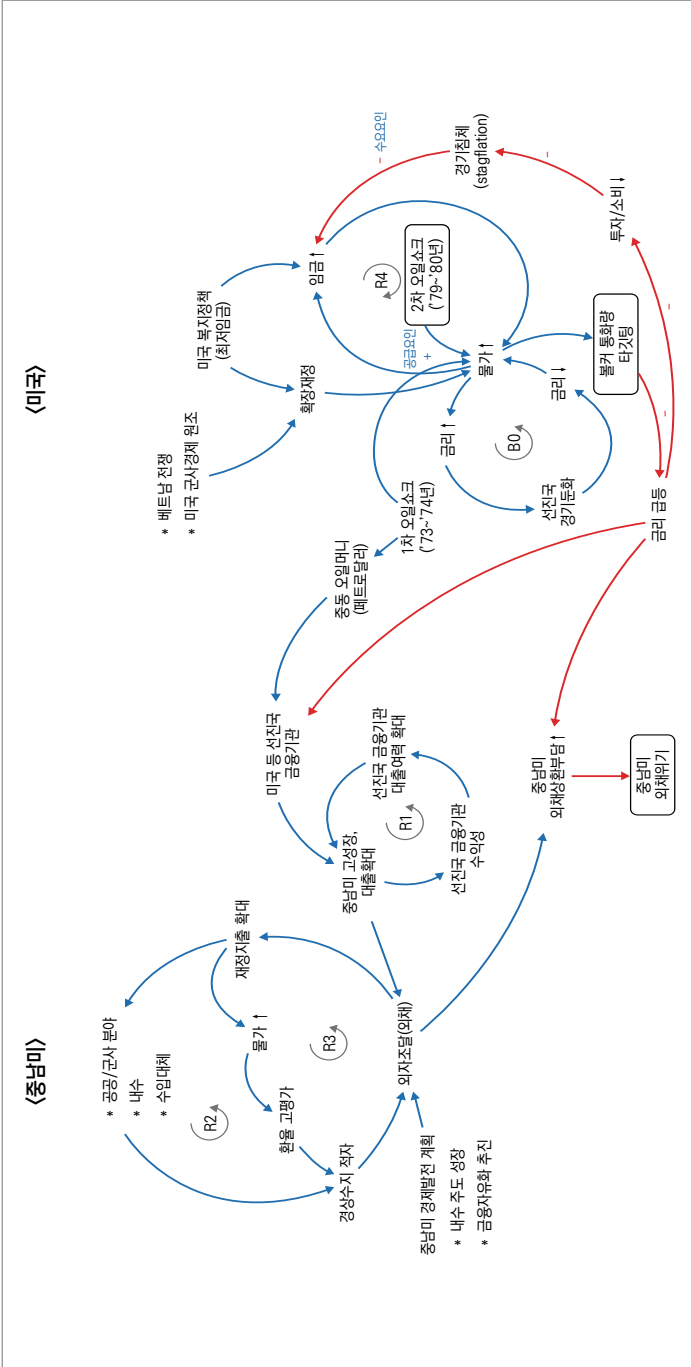 <중남미>
<미국>
* 공공/군사 분야
* 내수
* 수입대체
재정지출 확대
R2
물가 ↑
환율 고평가
R3
경상수지 적자
외자조달(외채)
중남미 경제발전 계획
* 내수 주도 성장
* 금융자유화 추진
미국 등 선진국
금융기관
중남미 고성장,
대출확대
R1
선진국 금융기관
대출여력 확대
선진국 금융기관
수익성
중남미
외채상환부담 ↑
중남미
외채위기
* 베트남 전쟁
* 미국 군사경제 원조
미국 복지정책
(최저임금)
확장재정
임금↑
R4
- 수요요인
경기침체
(stagflation)
-
2차 오일쇼크
('79~'80년)
공급요인
+
중동 오일머니
(페트로달러)
1차 오일쇼크
('73~'74년)
물가 ↑
금리 ↑
B0
금리↓
선진국
경기둔화
볼커 통화량
타깃팅
투자/소비↓
-
-
금리 급등